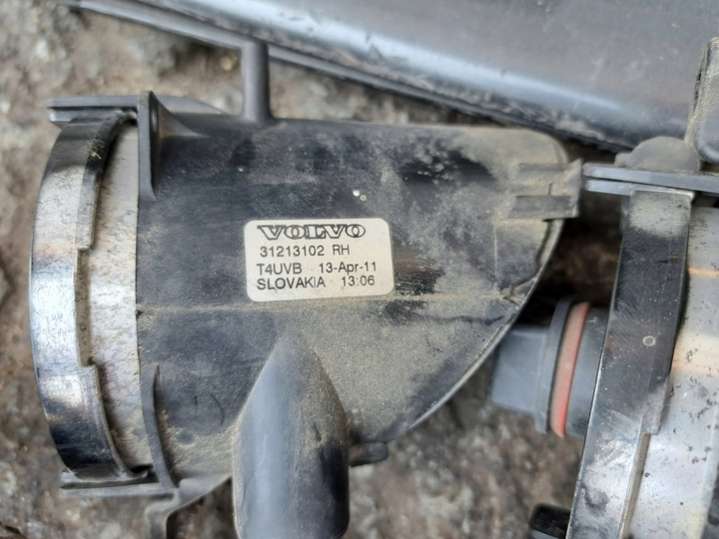 VOLVO
31213102 RH
T4UVB 13-Apr-11
SLOVAKIA 13:06